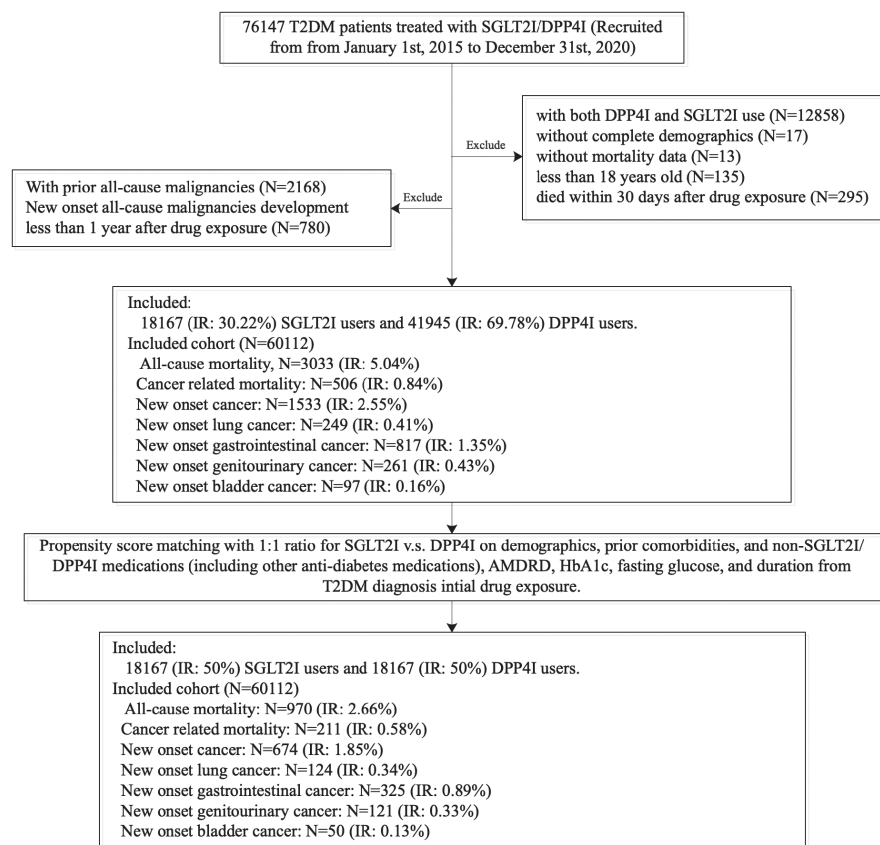 76147 T2DM patients treated with SGLT2I/DPP4I (Recruited
from from January 1st, 2015 to December 31st, 2020)
Exclude
with both DPP4I and SGLT2I use (N=12858)
without complete demographics (N=17)
without mortality data (N=13)
less than 18 years old (N=135)
died within 30 days after drug exposure (N=295)
With prior all-cause malignancies (N=2168)
New onset all-cause malignancies development
less than 1 year after drug exposure (N=780)
Exclude
Included:
18167 (IR: 30.22%) SGLT2I users and 41945 (IR: 69.78%) DPP4I users.
Included cohort (N=60112)
All-cause mortality, N=3033 (IR: 5.04%)
Cancer related mortality: N=506 (IR: 0.84%)
New onset cancer: N=1533 (IR: 2.55%)
New onset lung cancer: N=249 (IR: 0.41%)
New onset gastrointestinal cancer: N=817 (IR: 1.35%)
New onset genitourinary cancer: N=261 (IR: 0.43%)
New onset bladder cancer: N=97 (IR: 0.16%)
Propensity score matching with 1:1 ratio for SGLT2I v.s. DPP4I on demographics, prior comorbidities, and non-SGLT2I/
DPP4I medications (including other anti-diabetes medications), AMDRD, HbA1c, fasting glucose, and duration from
T2DM diagnosis intial drug exposure.
Included:
18167 (IR: 50%) SGLT2I users and 18167 (IR: 50%) DPP4I users.
Included cohort (N=60112)
All-cause mortality: N=970 (IR: 2.66%)
Cancer related mortality: N=211 (IR: 0.58%)
New onset cancer: N=674 (IR: 1.85%)
New onset lung cancer: N=124 (IR: 0.34%)
New onset gastrointestinal cancer: N=325 (IR: 0.89%)
New onset genitourinary cancer: N=121 (IR: 0.33%)
New onset bladder cancer: N=50 (IR: 0.13%)